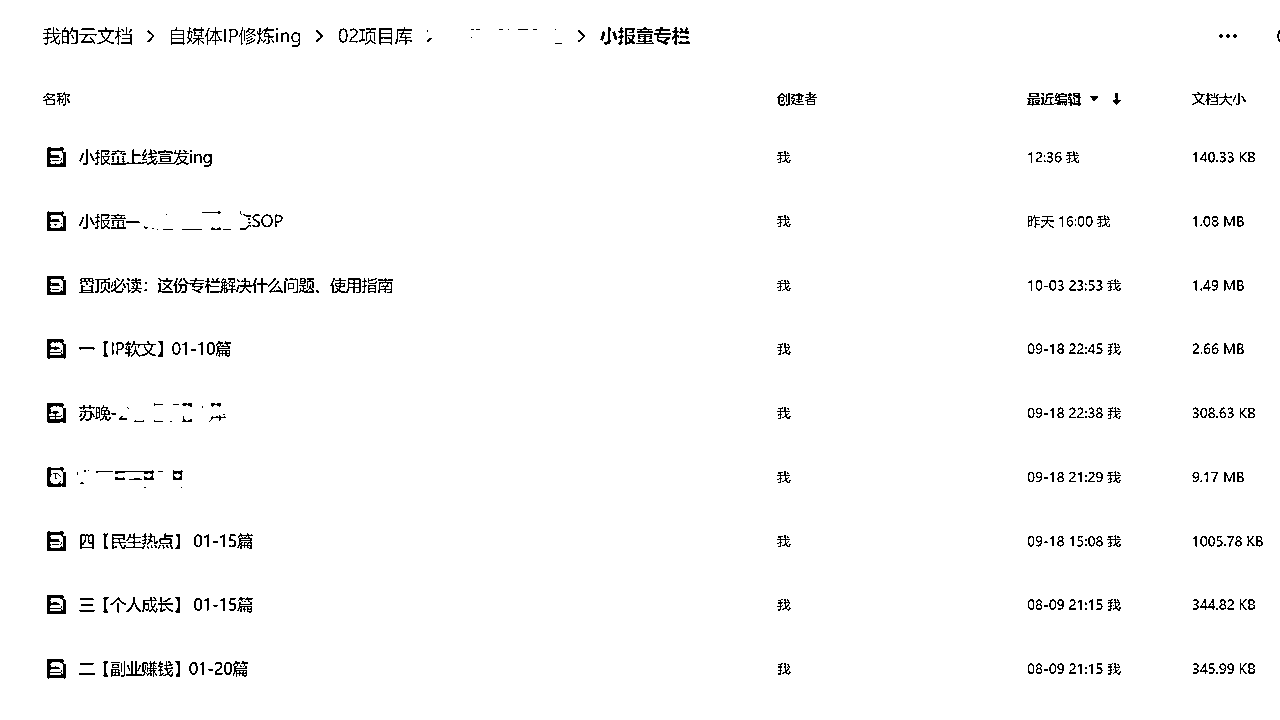 我的云文档 > 自媒体IP修炼ing > 02项目库 > > 小报童专栏 ···
名称 创建者 最近编辑 ▼ ↓ 文档大小
小报童上线宣发ing 我 12:36 我 140.33 KB
小报童— SOP 我 昨天 16:00 我 1.08 MB
置顶必读：这份专栏解决什么问题、使用指南 我 10-03 23:53 我 1.49 MB
一【IP软文】01-10篇 我 09-18 22:45 我 2.66 MB
苏晚- 我 09-18 22:38 我 308.63 KB
我 09-18 21:29 我 9.17 MB
四【民生热点】 01-15篇 我 09-18 15:08 我 1005.78 KB
三【个人成长】 01-15篇 我 08-09 21:15 我 344.82 KB
二【副业赚钱】01-20篇 我 08-09 21:15 我 345.99 KB